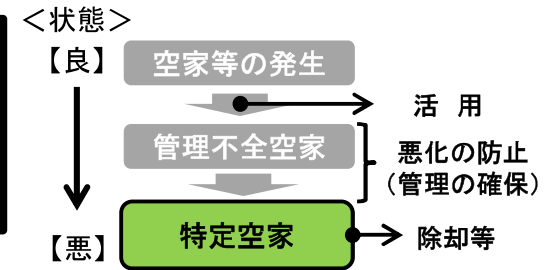 ＜状態＞
【良】
空家等の発生
活 用
管理不全空家
悪化の防止
（管理の確保）
特定空家
【悪】
除却等